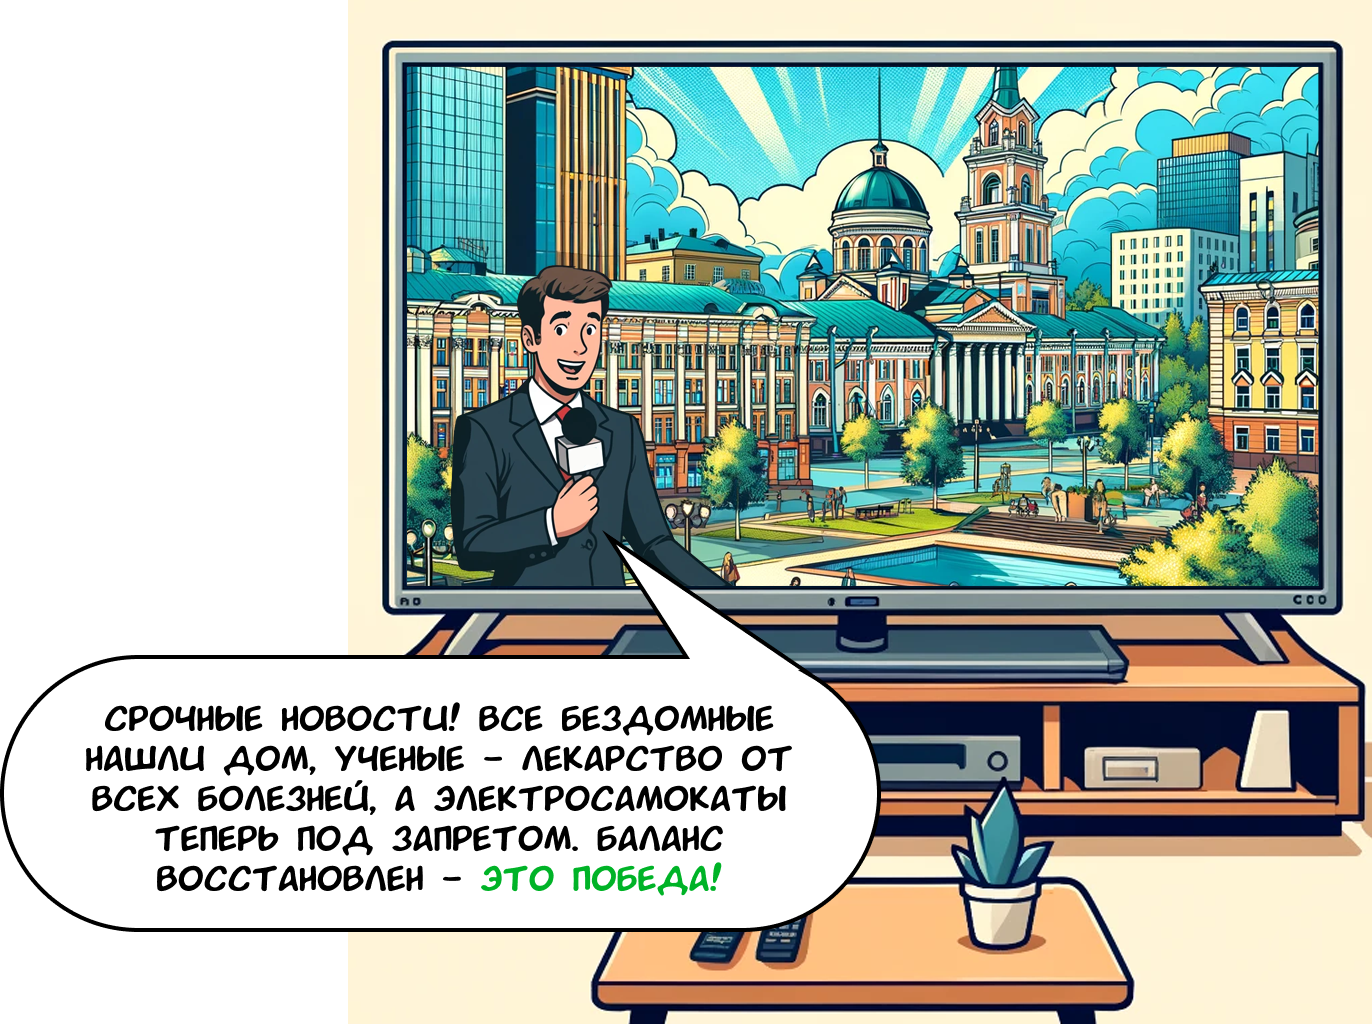 СРОЧНЫЕ НОВОСТИ! ВСЕ БЕЗДОМНЫЕ
НАШЛИ ДОМ, УЧЕНЫЕ – ЛЕКАРСТВО ОТ
ВСЕХ БОЛЕЗНЕЙ, А ЭЛЕКТРОСАМОКАТЫ
ТЕПЕРЬ ПОД ЗАПРЕТОМ. БАЛАНС
ВОССТАНОВЛЕН – ЭТО ПОБЕДА!